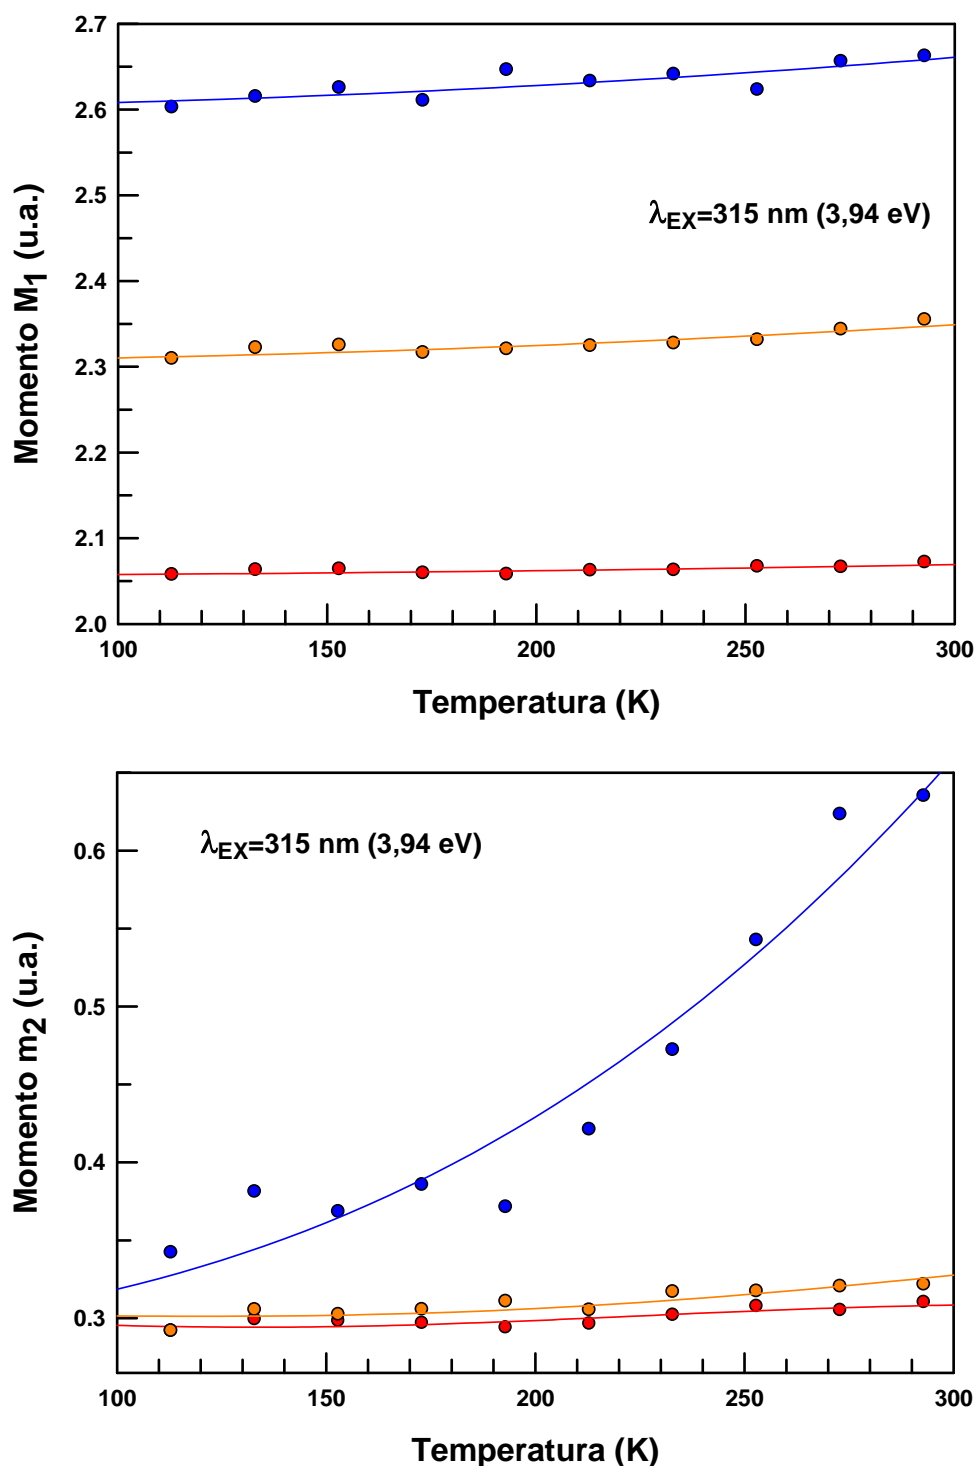 2.7
2.6
2.5
2.4
2.3
2.2
2.1
2.0
Momento M1 (u.a.)
λEX=315 nm (3,94 eV)
100 150 200 250 300
Temperatura (K)
0.6
0.5
0.4
0.3
Momento m2 (u.a.)
λEX=315 nm (3,94 eV)
100 150 200 250 300
Temperatura (K)